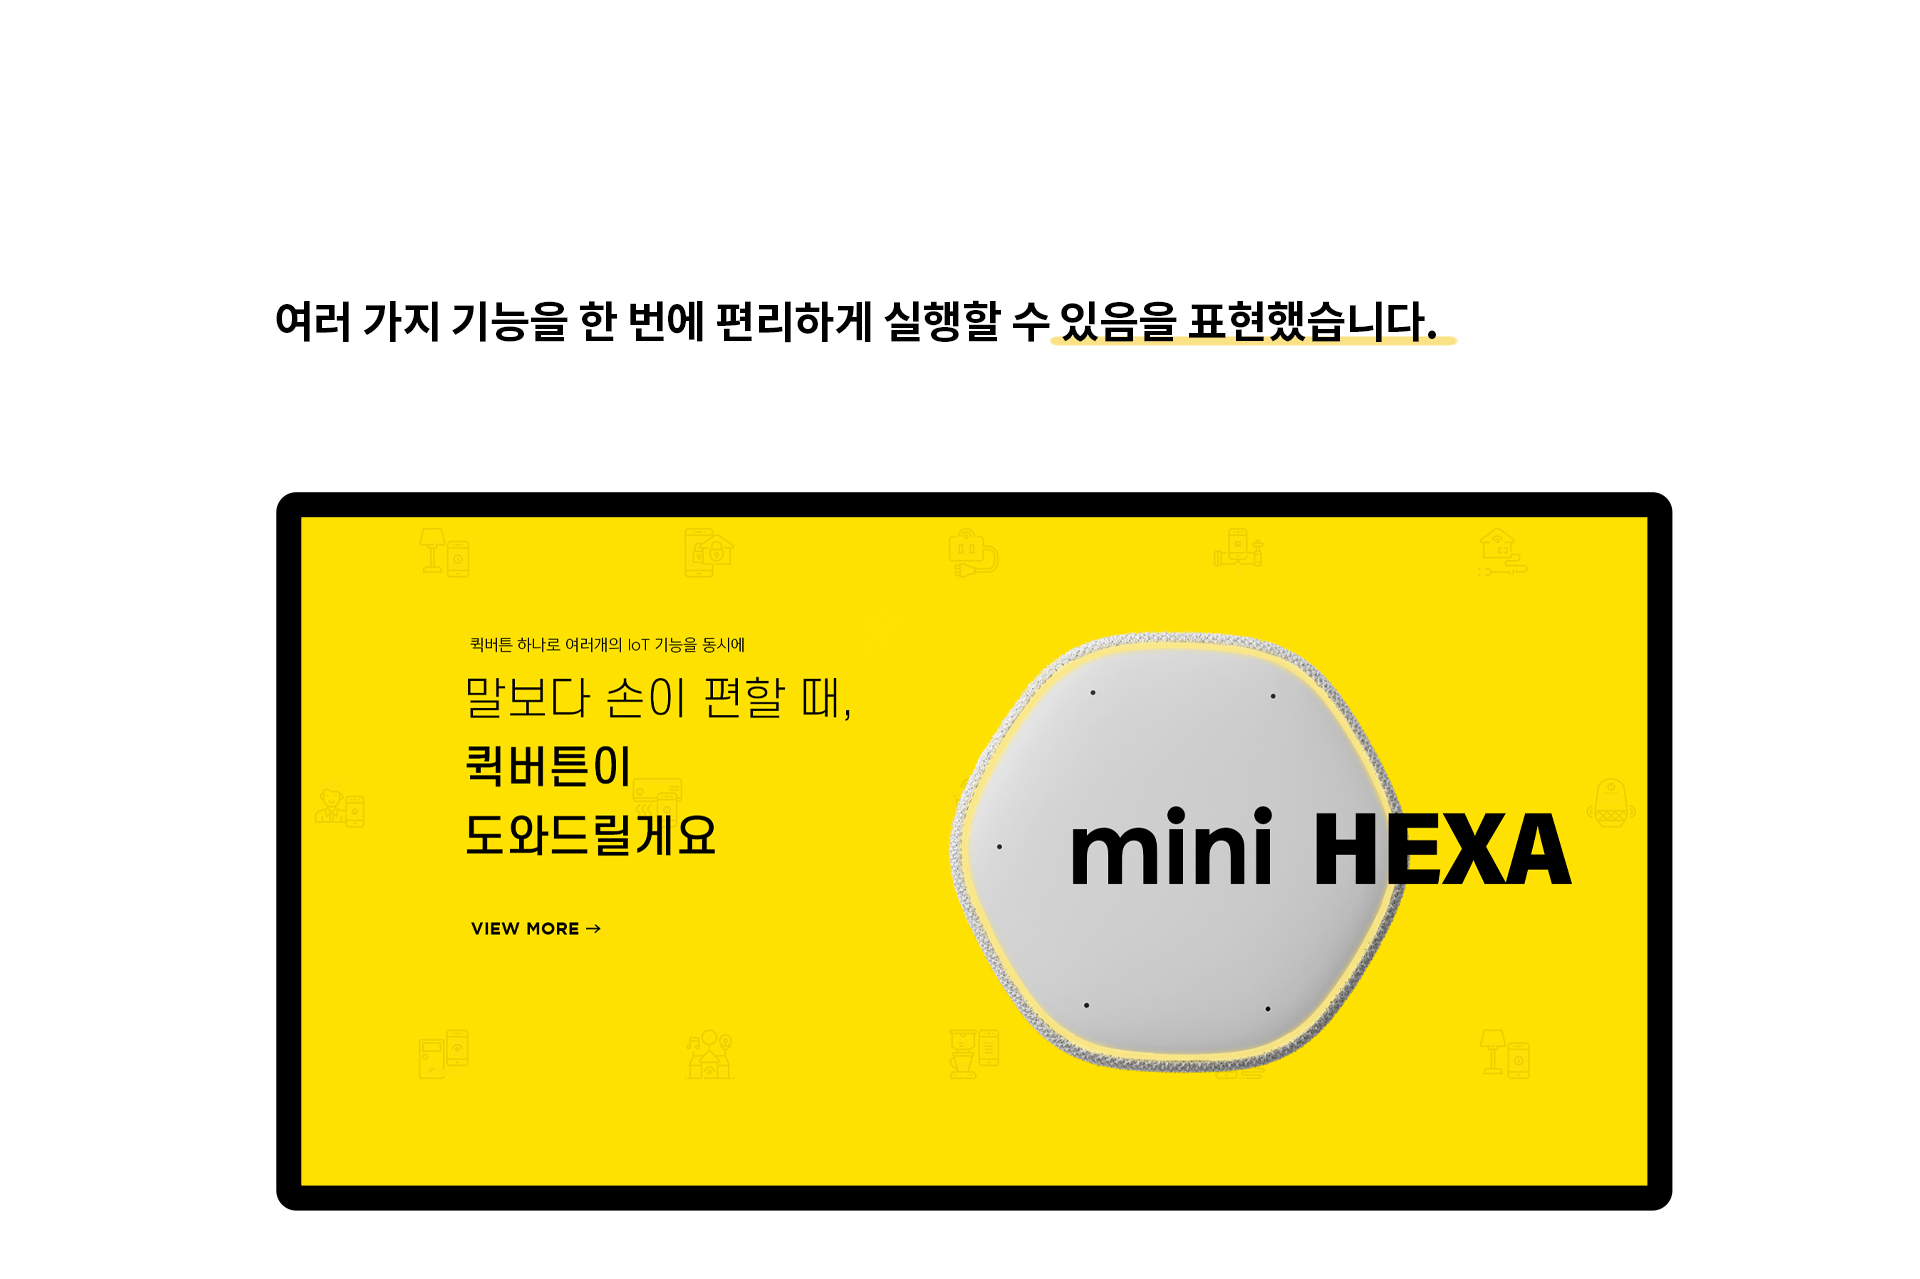 여러 가지 기능을 한 번에 편리하게 실행할 수 있음을 표현했습니다.
퀵버튼 하나로 여러개의 IoT 기능을 동시에
말보다 손이 편할 때,
퀵버튼이
도와드릴게요
VIEW MORE →
mini HEXA